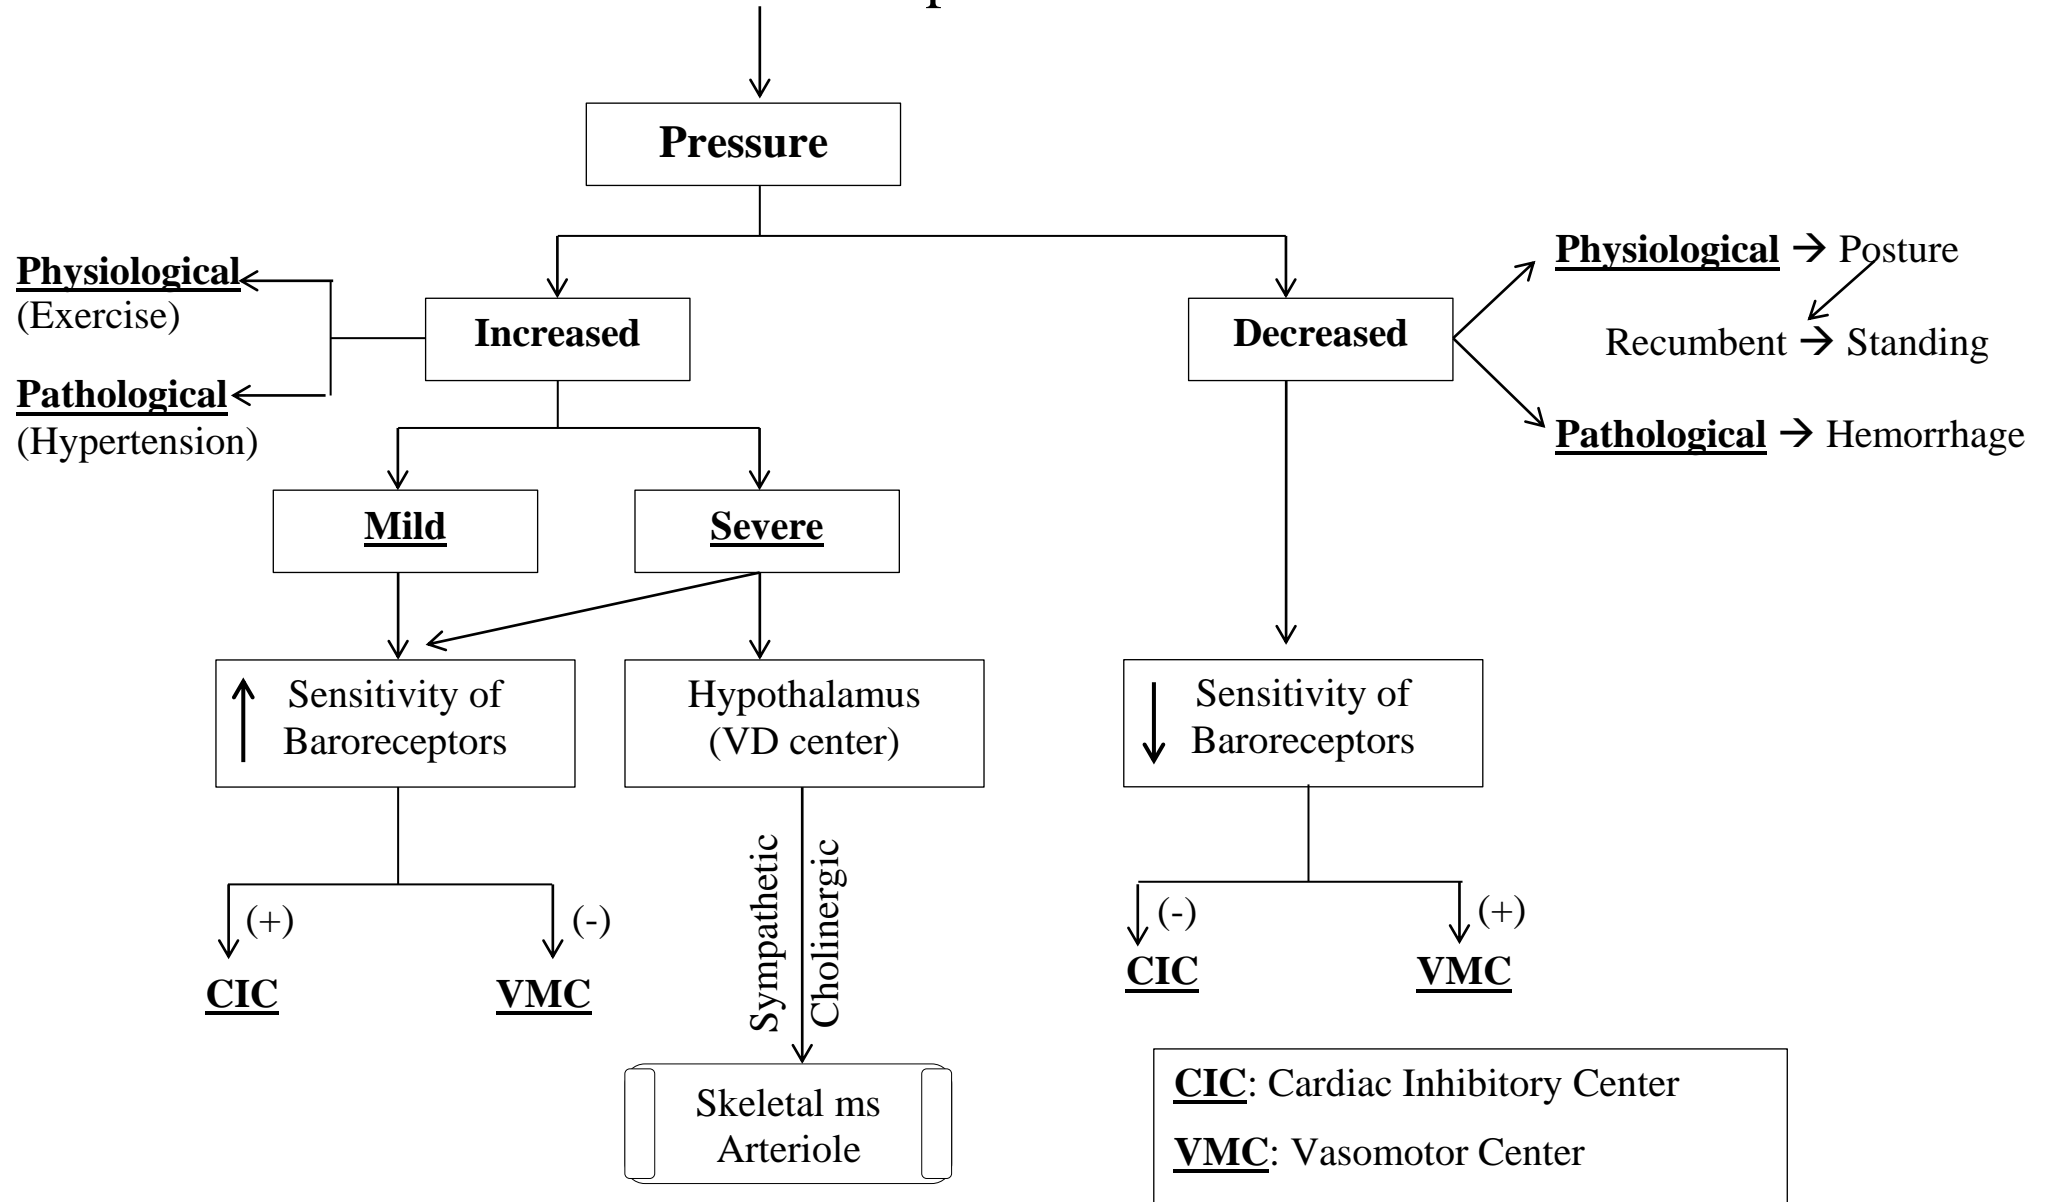 Pressure
Physiological
(Exercise)
Pathological
(Hypertension)
Increased
Decreased
Physiological → Posture
Recumbent → Standing
Pathological → Hemorrhage
Mild
Severe
Sensitivity of
Baroreceptors
Hypothalamus
(VD center)
Sensitivity of
Baroreceptors
(+)
(-)
CIC
VMC
Sympathetic
Cholinergic
(-)
(+)
CIC
VMC
Skeletal ms
Arteriole
CIC: Cardiac Inhibitory Center
VMC: Vasomotor Center